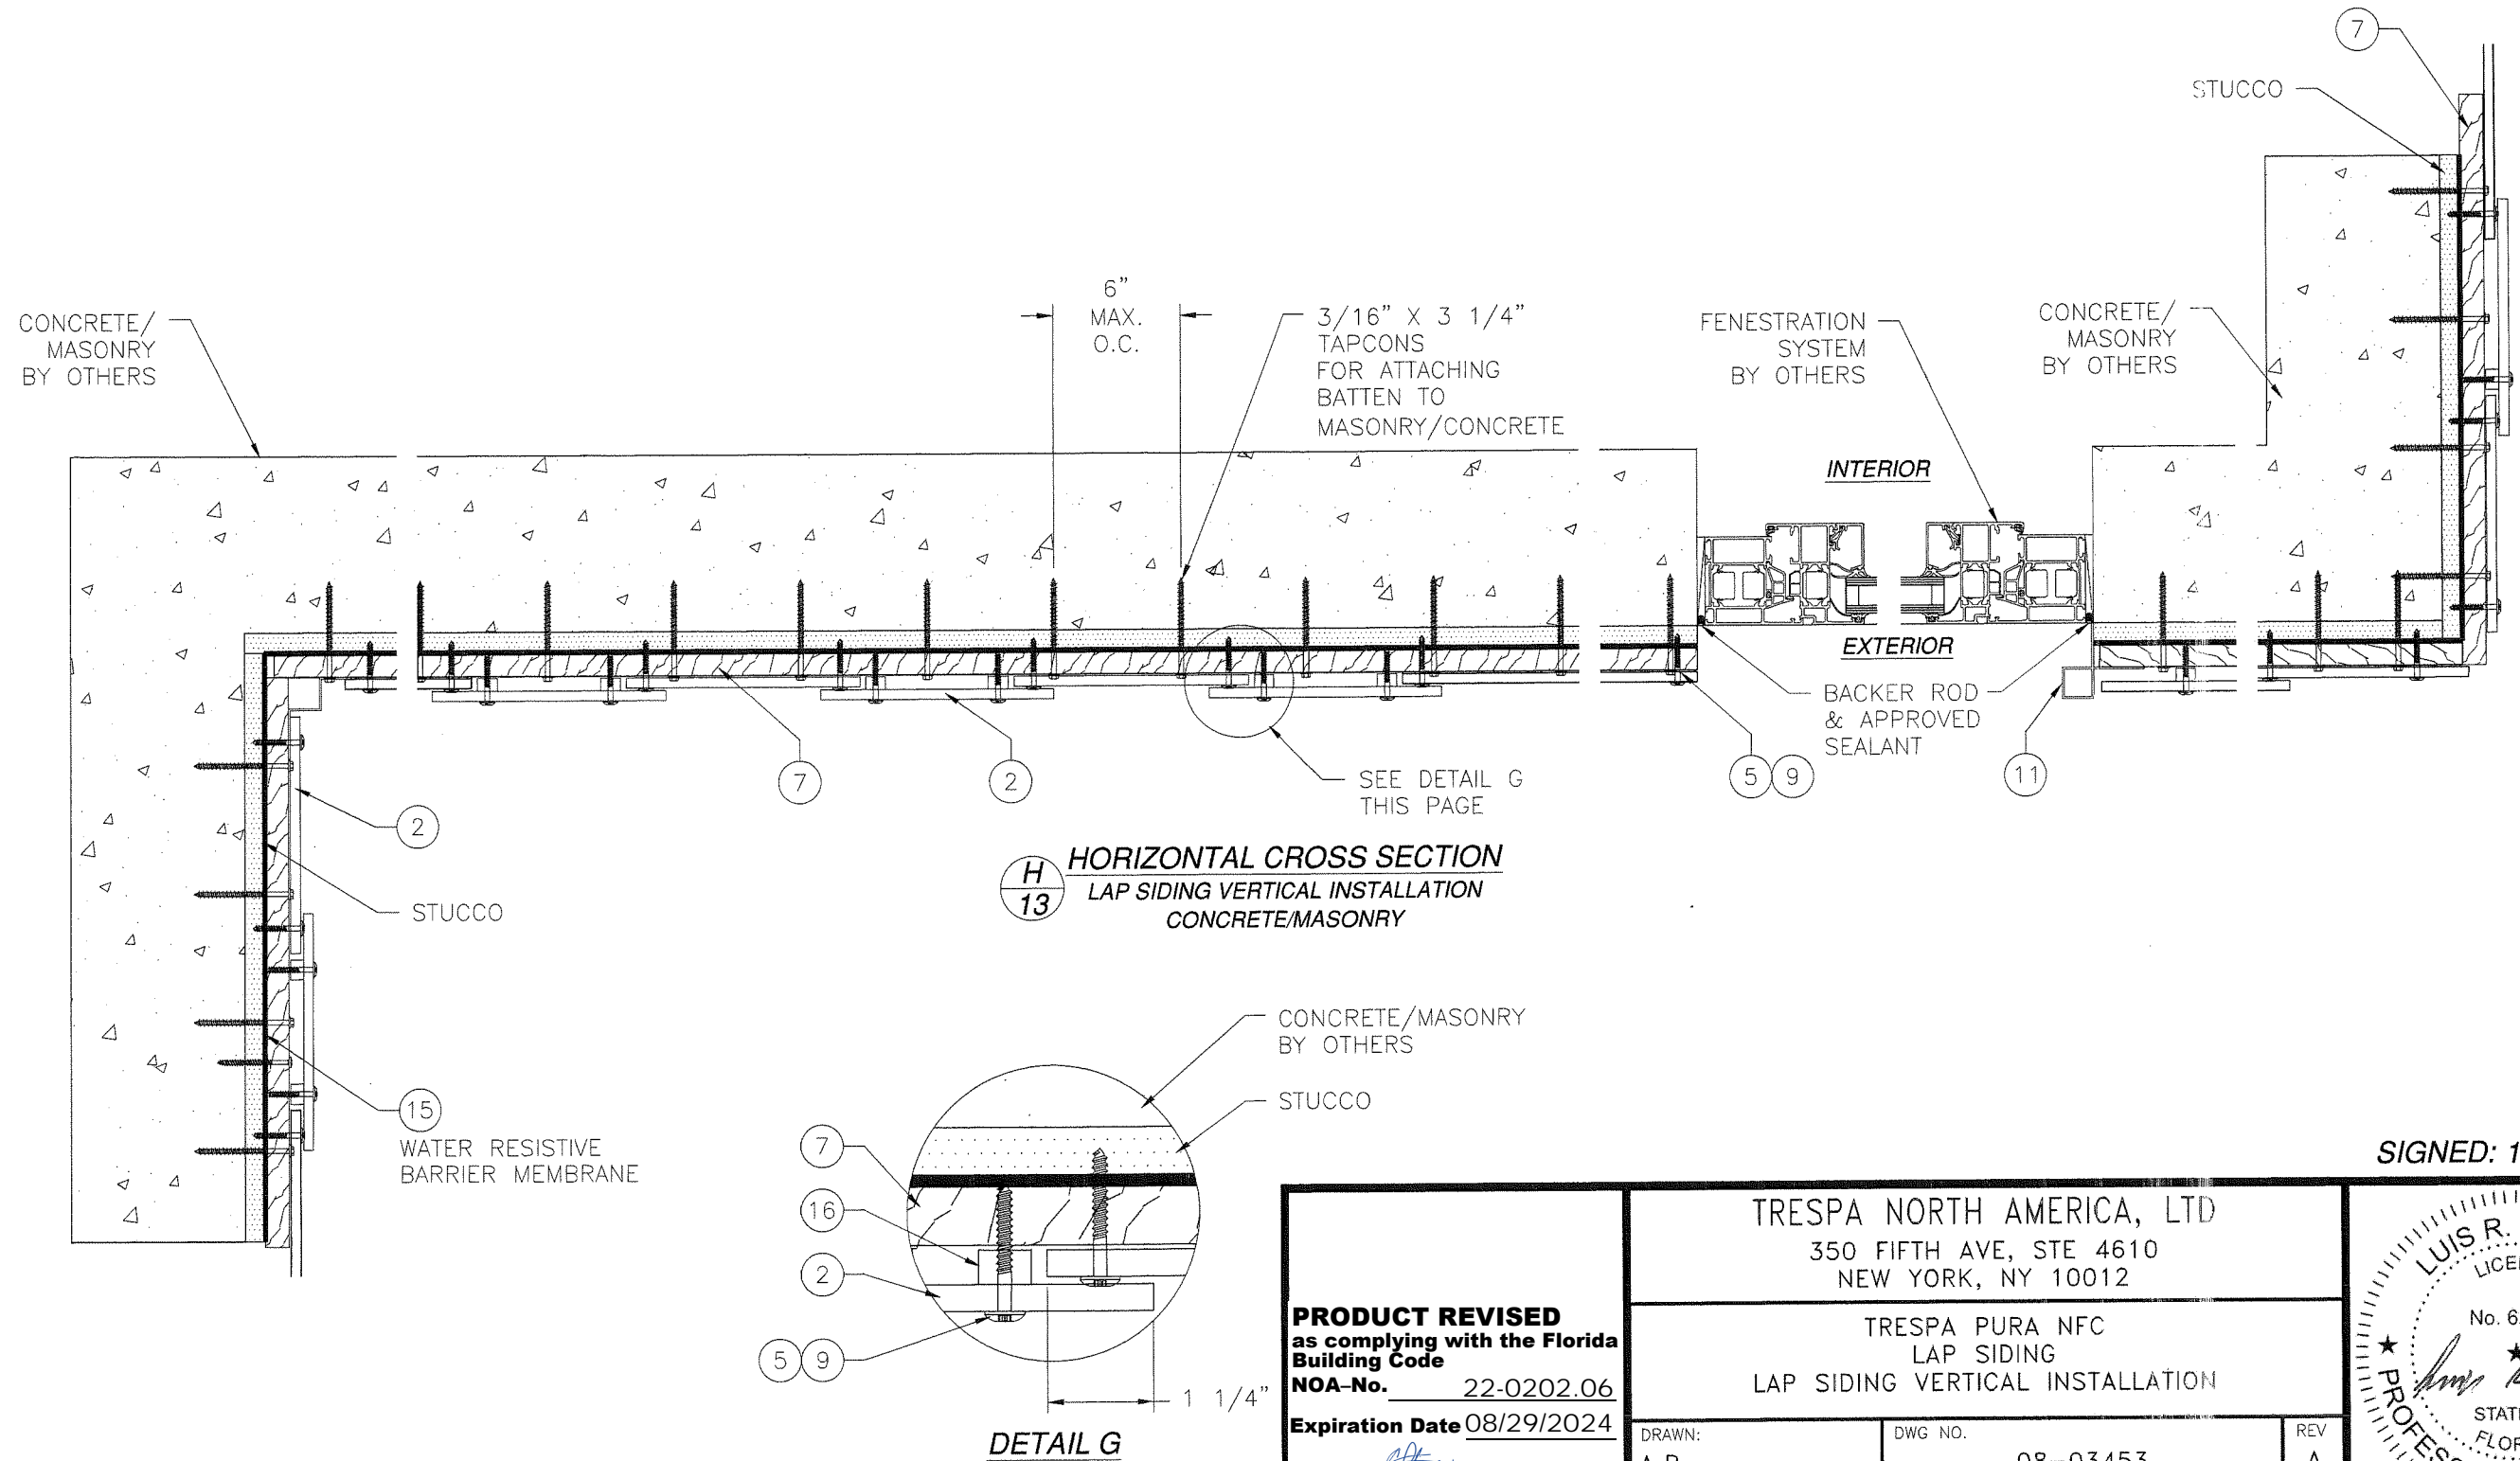 7
STUCCO
CONCRETE/
MASONRY
BY OTHERS
6"
MAX.
O.C.
3/16" X 3 1/4"
TAPCONS
FOR ATTACHING
BATTEN TO
MASONRY/CONCRETE
FENESTRATION
SYSTEM
BY OTHERS
CONCRETE/
MASONRY
BY OTHERS
INTERIOR
EXTERIOR
BACKER ROD
& APPROVED
SEALANT
7
2
SEE DETAIL G
THIS PAGE
5 9
11
2
STUCCO
H
13
HORIZONTAL CROSS SECTION
LAP SIDING VERTICAL INSTALLATION
CONCRETE/MASONRY
15
WATER RESISTIVE
BARRIER MEMBRANE
CONCRETE/MASONRY
BY OTHERS
STUCCO
7
16
2
5 9
1 1/4"
DETAIL G
SIGNED: 1
PRODUCT REVISED
as complying with the Florida
Building Code
NOA-No. 22-0202.06
Expiration Date 08/29/2024
TRESPA NORTH AMERICA, LTD
350 FIFTH AVE, STE 4610
NEW YORK, NY 10012
TRESPA PURA NFC
LAP SIDING
LAP SIDING VERTICAL INSTALLATION
DRAWN:
DWG NO.
08-03453
REV
A
LUIS R.
No. 6